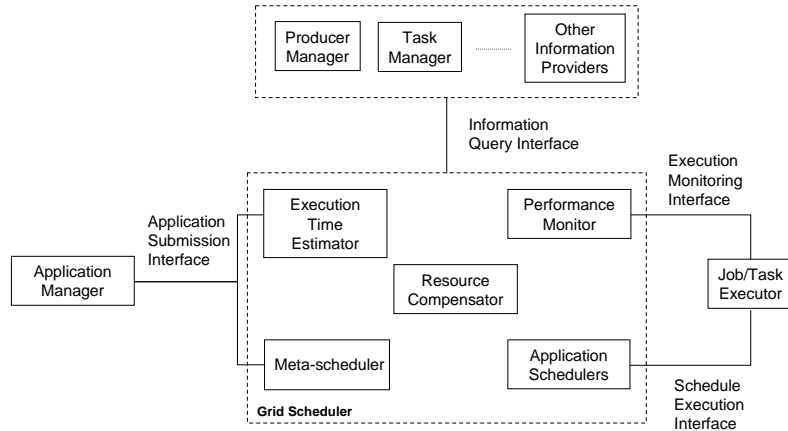 Producer
Manager
Task
Manager
Other
Information
Providers
Information
Query Interface
Execution
Monitoring
Interface
Application
Submission
Interface
Execution
Time
Estimator
Performance
Monitor
Application
Manager
Resource
Compensator
Job/Task
Executor
Meta-scheduler
Application
Schedulers
Grid Scheduler
Schedule
Execution
Interface